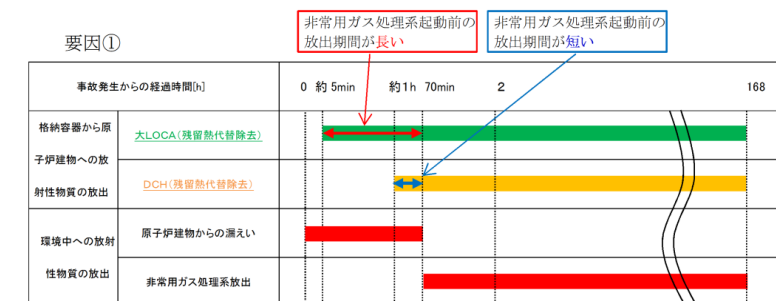 要因①
非常用ガス処理系起動前の
放出期間が長い
非常用ガス処理系起動前の
放出期間が短い
事故発生からの経過時間[h]
0 約5min 約1h 70min 2 168
格納容器から原
子炉建物への放
射性物質の放出
大LOCA(残留熱代替除去)
DCH(残留熱代替除去)
環境中への放射
性物質の放出
原子炉建物からの漏えい
非常用ガス処理系放出